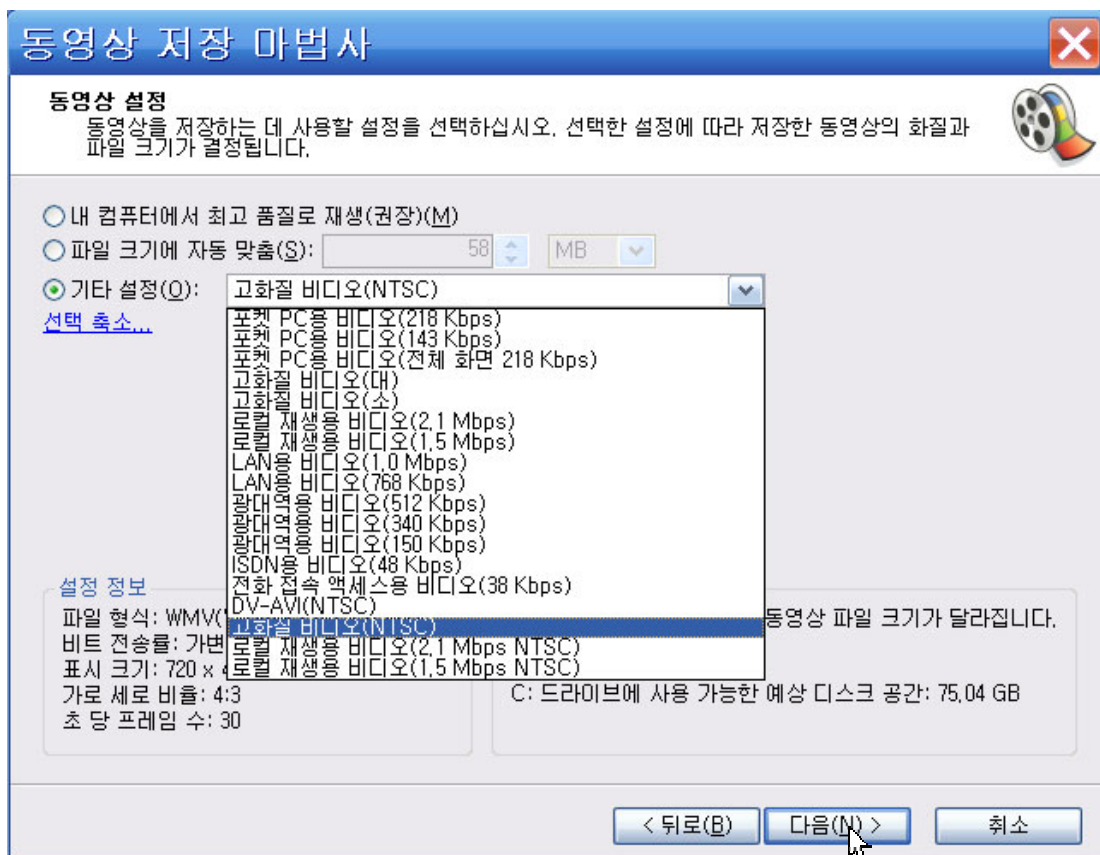 동영상 저장 마법사
동영상 설정
동영상을 저장하는 데 사용할 설정을 선택하십시오. 선택한 설정에 따라 저장한 동영상의 화질과
파일 크기가 결정됩니다.
내 컴퓨터에서 최고 품질로 재생(권장)(M)
파일 크기에 자동 맞춤(S): 58 MB
기타 설정(O): 고화질 비디오(NTSC)
선택 축소...
포켓 PC용 비디오(218 Kbps)
포켓 PC용 비디오(143 Kbps)
포켓 PC용 비디오(전체 화면 218 Kbps)
고화질 비디오(대)
고화질 비디오(소)
로컬 재생용 비디오(2.1 Mbps)
로컬 재생용 비디오(1.5 Mbps)
LAN용 비디오(1.0 Mbps)
LAN용 비디오(768 Kbps)
광대역용 비디오(512 Kbps)
광대역용 비디오(340 Kbps)
광대역용 비디오(150 Kbps)
ISDN용 비디오(48 Kbps)
전화 접속 액세스용 비디오(38 Kbps)
DV-AVI(NTSC)
고화질 비디오(NTSC)
로컬 재생용 비디오(2.1 Mbps NTSC)
로컬 재생용 비디오(1.5 Mbps NTSC)
설정 정보
파일 형식: WMV(
비트 전송률: 가변
표시 크기: 720 x
가로 세로 비율: 4:3
초 당 프레임 수: 30
동영상 파일 크기가 달라집니다.
C: 드라이브에 사용 가능한 예상 디스크 공간: 75.04 GB
< 뒤로(B) 다음(N) > 취소